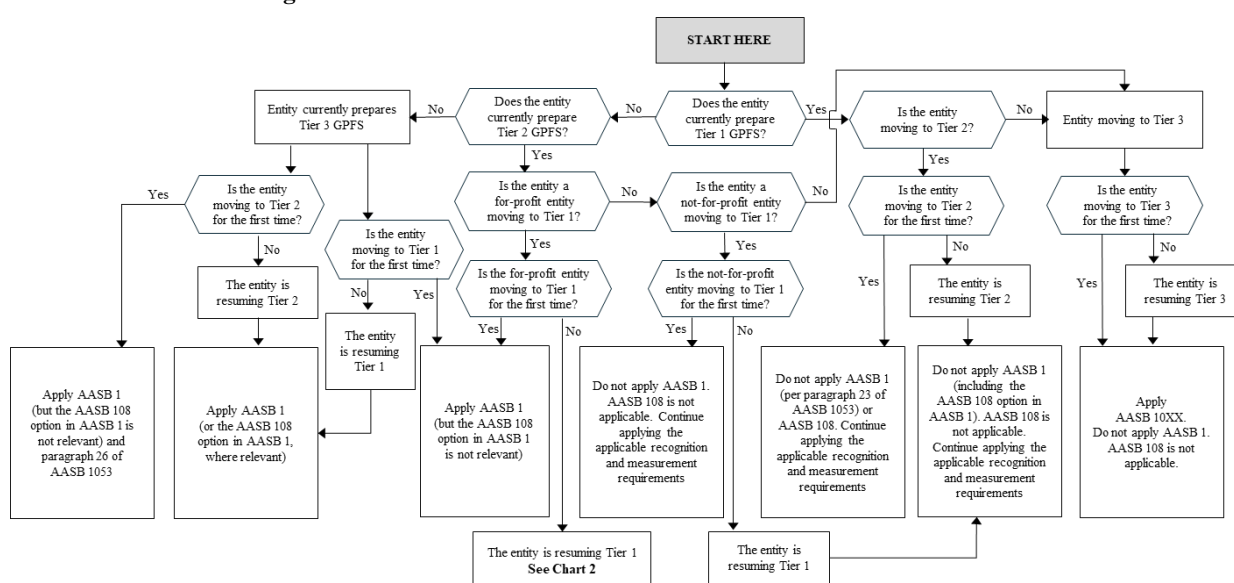 START HERE
Entity currently prepares
Tier 3 GPFS
No
Does the entity
currently prepare
Tier 2 GPFS?
No
Does the entity
currently prepare
Tier 1 GPFS?
Yes
Is the entity
moving to Tier 2?
No
Entity moving to Tier 3
Yes
Yes
Yes
Is the entity
moving to Tier 2
for the first time?
Is the entity a
for-profit entity
moving to Tier 1?
No
Is the entity a
not-for-profit entity
moving to Tier 1?
No
Is the entity
moving to Tier 2
for the first time?
Is the entity
moving to Tier 3
for the first time?
No
Is the entity
moving to Tier 1
for the first time?
Yes
Yes
No
Yes
No
The entity is
resuming Tier 2
Is the for-profit entity
moving to Tier 1
for the first time?
Is the not-for-profit
entity moving to Tier 1
for the first time?
Yes
The entity is
resuming Tier 2
The entity is
resuming Tier 3
No
Yes
The entity
is resuming
Tier 1
Yes
No
Yes
No
Apply AASB 1
(but the AASB 108
option in AASB 1 is
not relevant) and
paragraph 26 of
AASB 1053
Apply AASB 1
(or the AASB 108
option in AASB 1,
where relevant)
Apply AASB 1
(but the AASB 108
option in AASB 1
is not relevant)
Do not apply AASB 1.
AASB 108 is not
applicable. Continue
applying the
applicable recognition
and measurement
requirements
Do not apply AASB 1
(per paragraph 23 of
AASB 1053) or
AASB 108. Continue
applying the
applicable recognition
and measurement
requirements
Do not apply AASB 1
(including the
AASB 108 option in
AASB 1). AASB 108 is
not applicable.
Continue applying the
applicable recognition
and measurement
requirements
Apply
AASB 10XX.
Do not apply AASB 1.
AASB 108 is not
applicable.
The entity is resuming Tier 1
See Chart 2
The entity is
resuming Tier 1